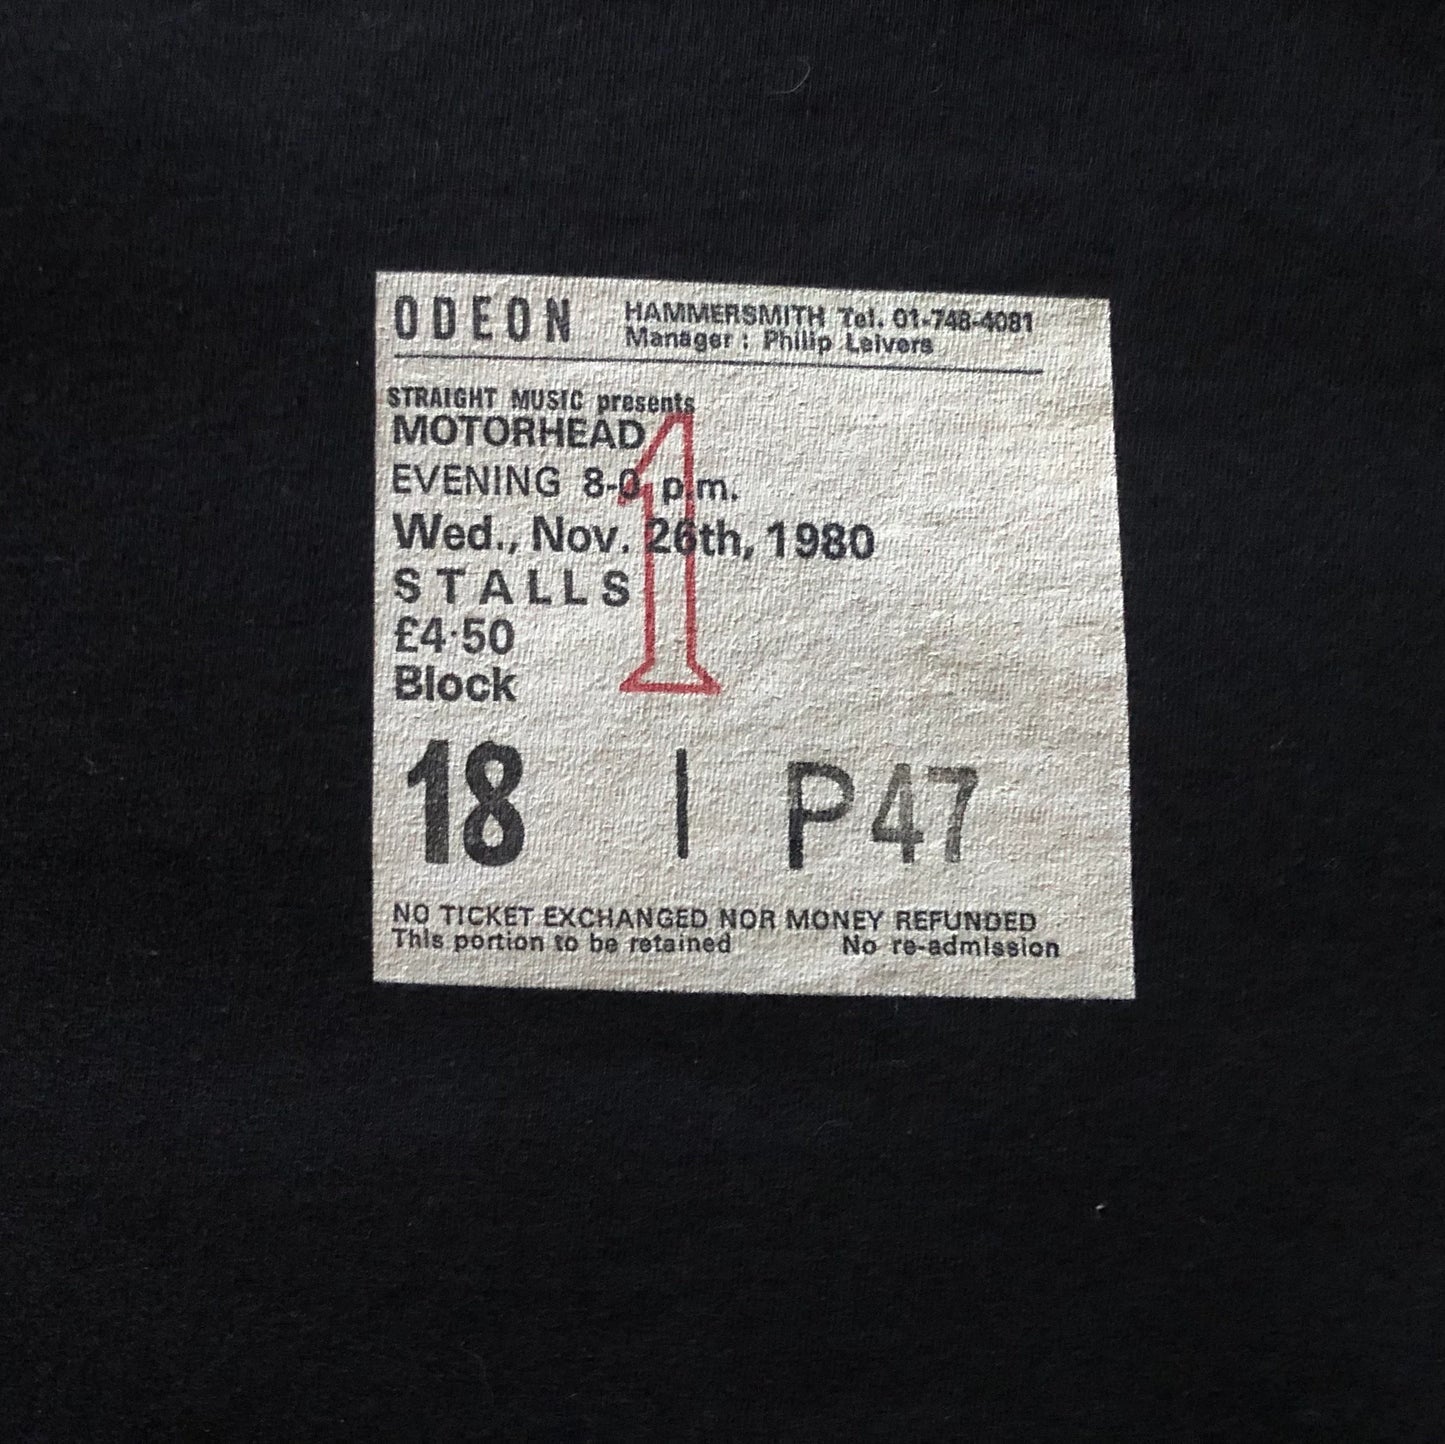 ODEON HAMMERSMITH Tel. 01-748-4081
Manager : Philip Leivers
STRAIGHT MUSIC presents
MOTORHEAD
EVENING 8-0 p.m.
Wed., Nov. 26th, 1980
STALLS
£4·50
Block
1
18 | P47
NO TICKET EXCHANGED NOR MONEY REFUNDED
This portion to be retained No re-admission